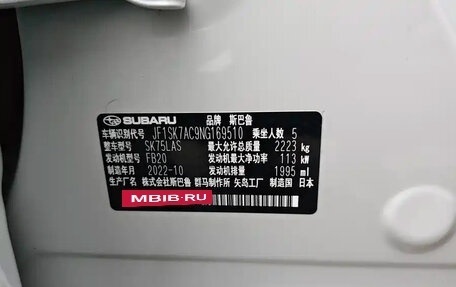 SUBARU 品牌 斯巴鲁
车辆识别代号 JF1SK7AC9NG169510 乘坐人数 5
整车型号 SK75LAS 最大允许总质量 2223 kg
发动机型号 FB20 发动机最大净功率 113 kW
制造年月 2022-10 发动机排量 1995 ml
生产厂名 株式会社斯巴鲁 群马制作所 矢岛工厂 制造国 日本
MBIB.RU